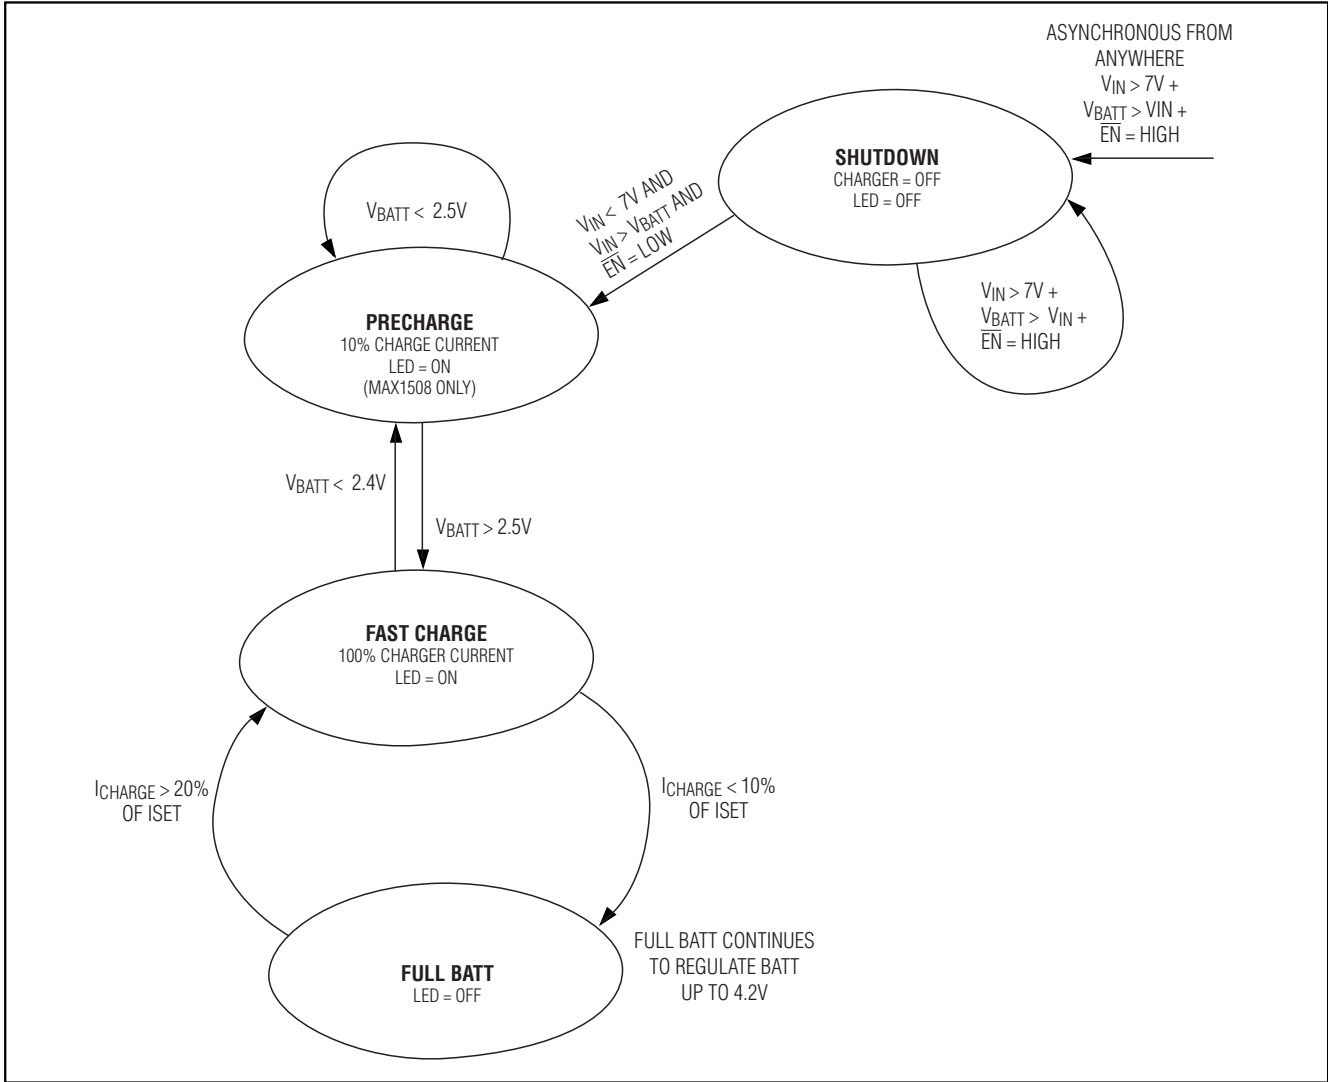 ASYNCHRONOUS FROM
ANYWHERE
VIN > 7V +
VBATT > VIN +
EN = HIGH
SHUTDOWN
CHARGER = OFF
LED = OFF
VBATT < 2.5V
VIN < 7V AND
VIN > VBATT AND
EN = LOW
VIN > 7V +
VBATT > VIN +
EN = HIGH
PRECHARGE
10% CHARGE CURRENT
LED = ON
(MAX1508 ONLY)
VBATT < 2.4V
VBATT > 2.5V
FAST CHARGE
100% CHARGER CURRENT
LED = ON
ICHARGE > 20%
OF ISET
ICHARGE < 10%
OF ISET
FULL BATT
LED = OFF
FULL BATT CONTINUES
TO REGULATE BATT
UP TO 4.2V